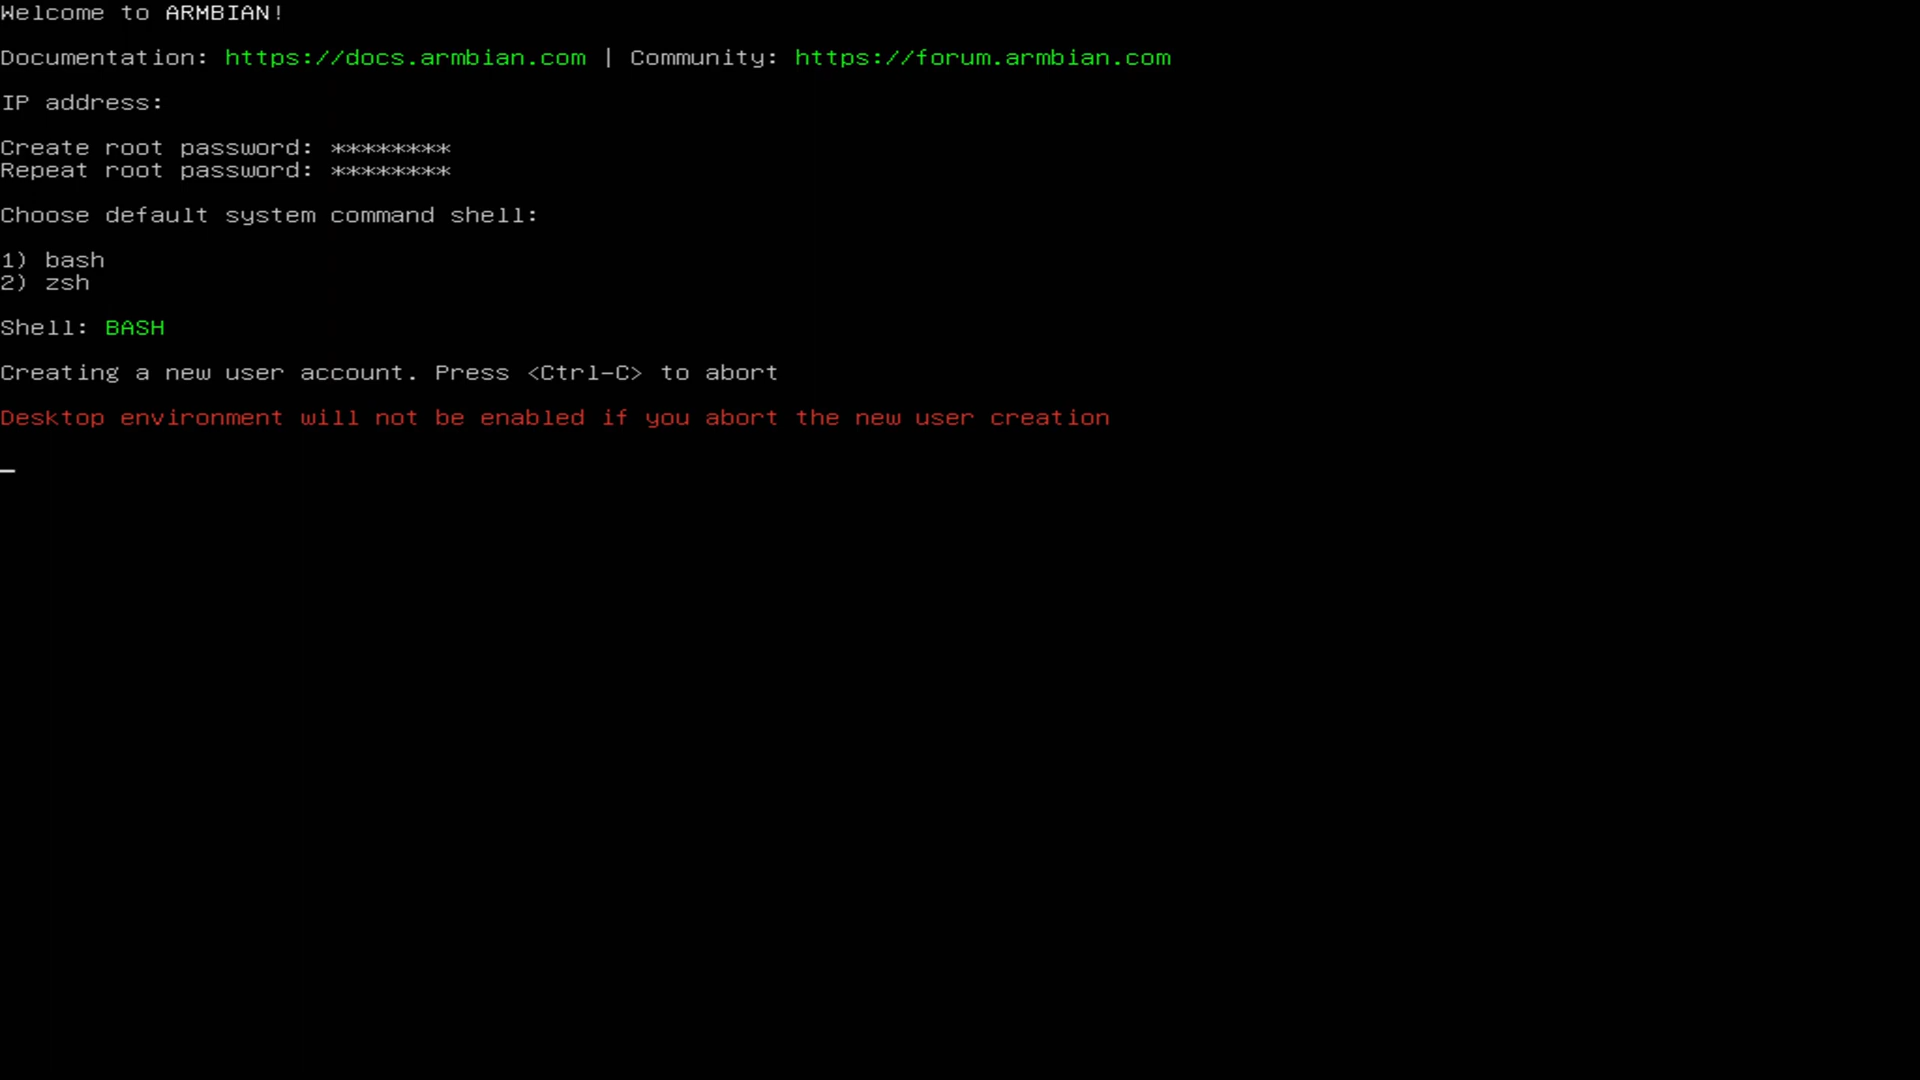 Welcome to ARMBIAN!
Documentation: https://docs.armbian.com | Community: https://forum.armbian.com
IP address:
Create root password: ********
Repeat root password: ********
Choose default system command shell:
1) bash
2) zsh
Shell: BASH
Creating a new user account. Press <Ctrl-C> to abort
Desktop environment will not be enabled if you abort the new user creation